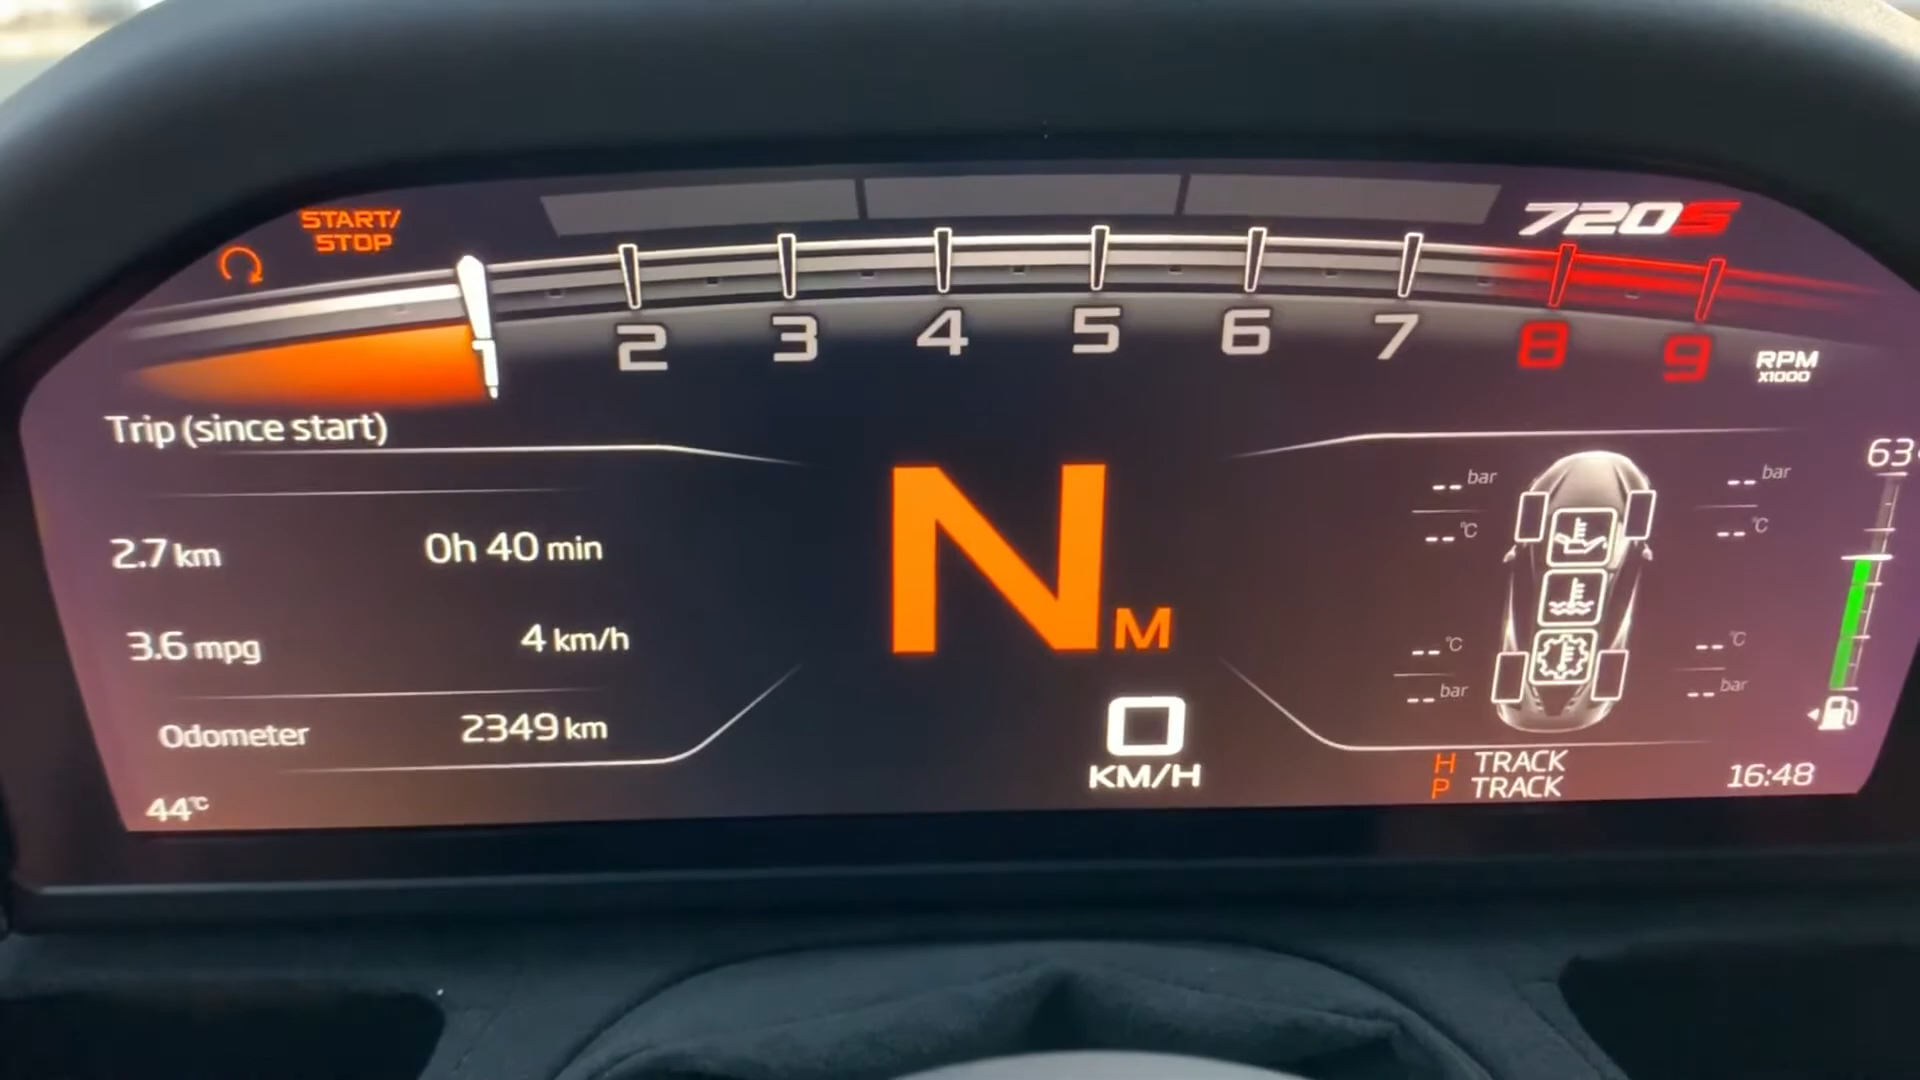 START/
STOP
720S
1 2 3 4 5 6 7 8 9
RPM
X1000
Trip (since start)
2.7 km 0h 40 min
3.6 mpg 4 km/h
Odometer 2349 km
44°C
N M
0
KM/H
-- bar -- bar
-- °C -- °C
-- °C -- °C
-- bar -- bar
63
H TRACK
P TRACK
16:48